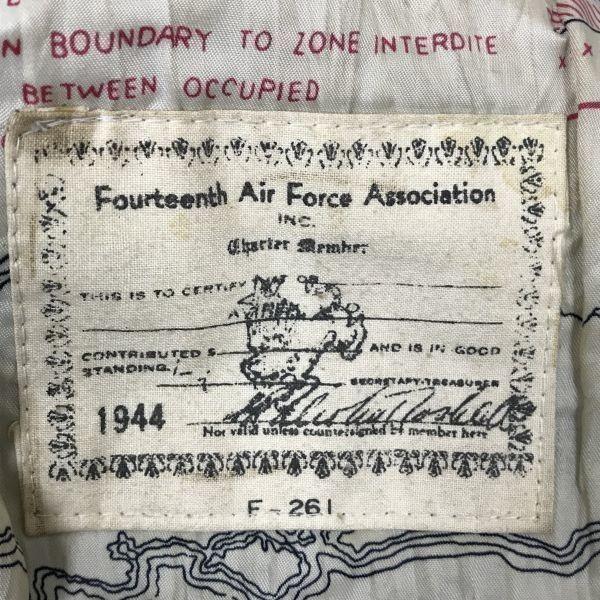 N BOUNDARY TO ZONE INTERDITE
BETWEEN OCCUPIED
Fourteenth Air Force Association
INC.
Charter Member
THIS IS TO CERTIFY
CONTRIBUTED $ AND IS IN GOOD
STANDING.
SECRETARY-TREASURER
1944
Not valid unless countersigned by member here
F-261